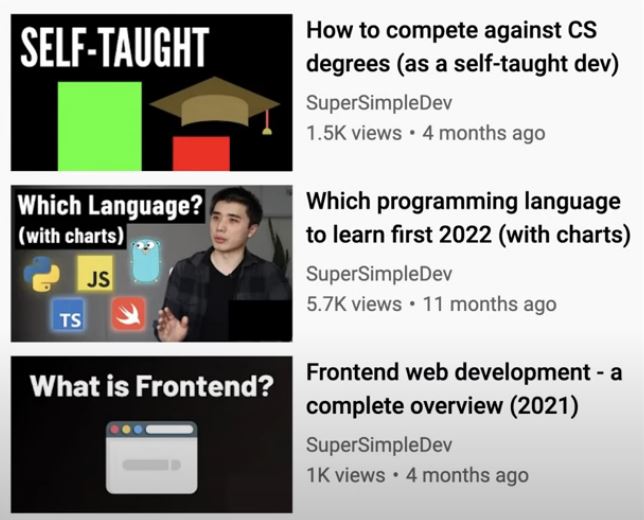 SELF-TAUGHT
How to compete against CS
degrees (as a self-taught dev)
SuperSimpleDev
1.5K views • 4 months ago
Which Language?
(with charts)
JS
TS
Which programming language
to learn first 2022 (with charts)
SuperSimpleDev
5.7K views • 11 months ago
What is Frontend?
Frontend web development - a
complete overview (2021)
SuperSimpleDev
1K views • 4 months ago